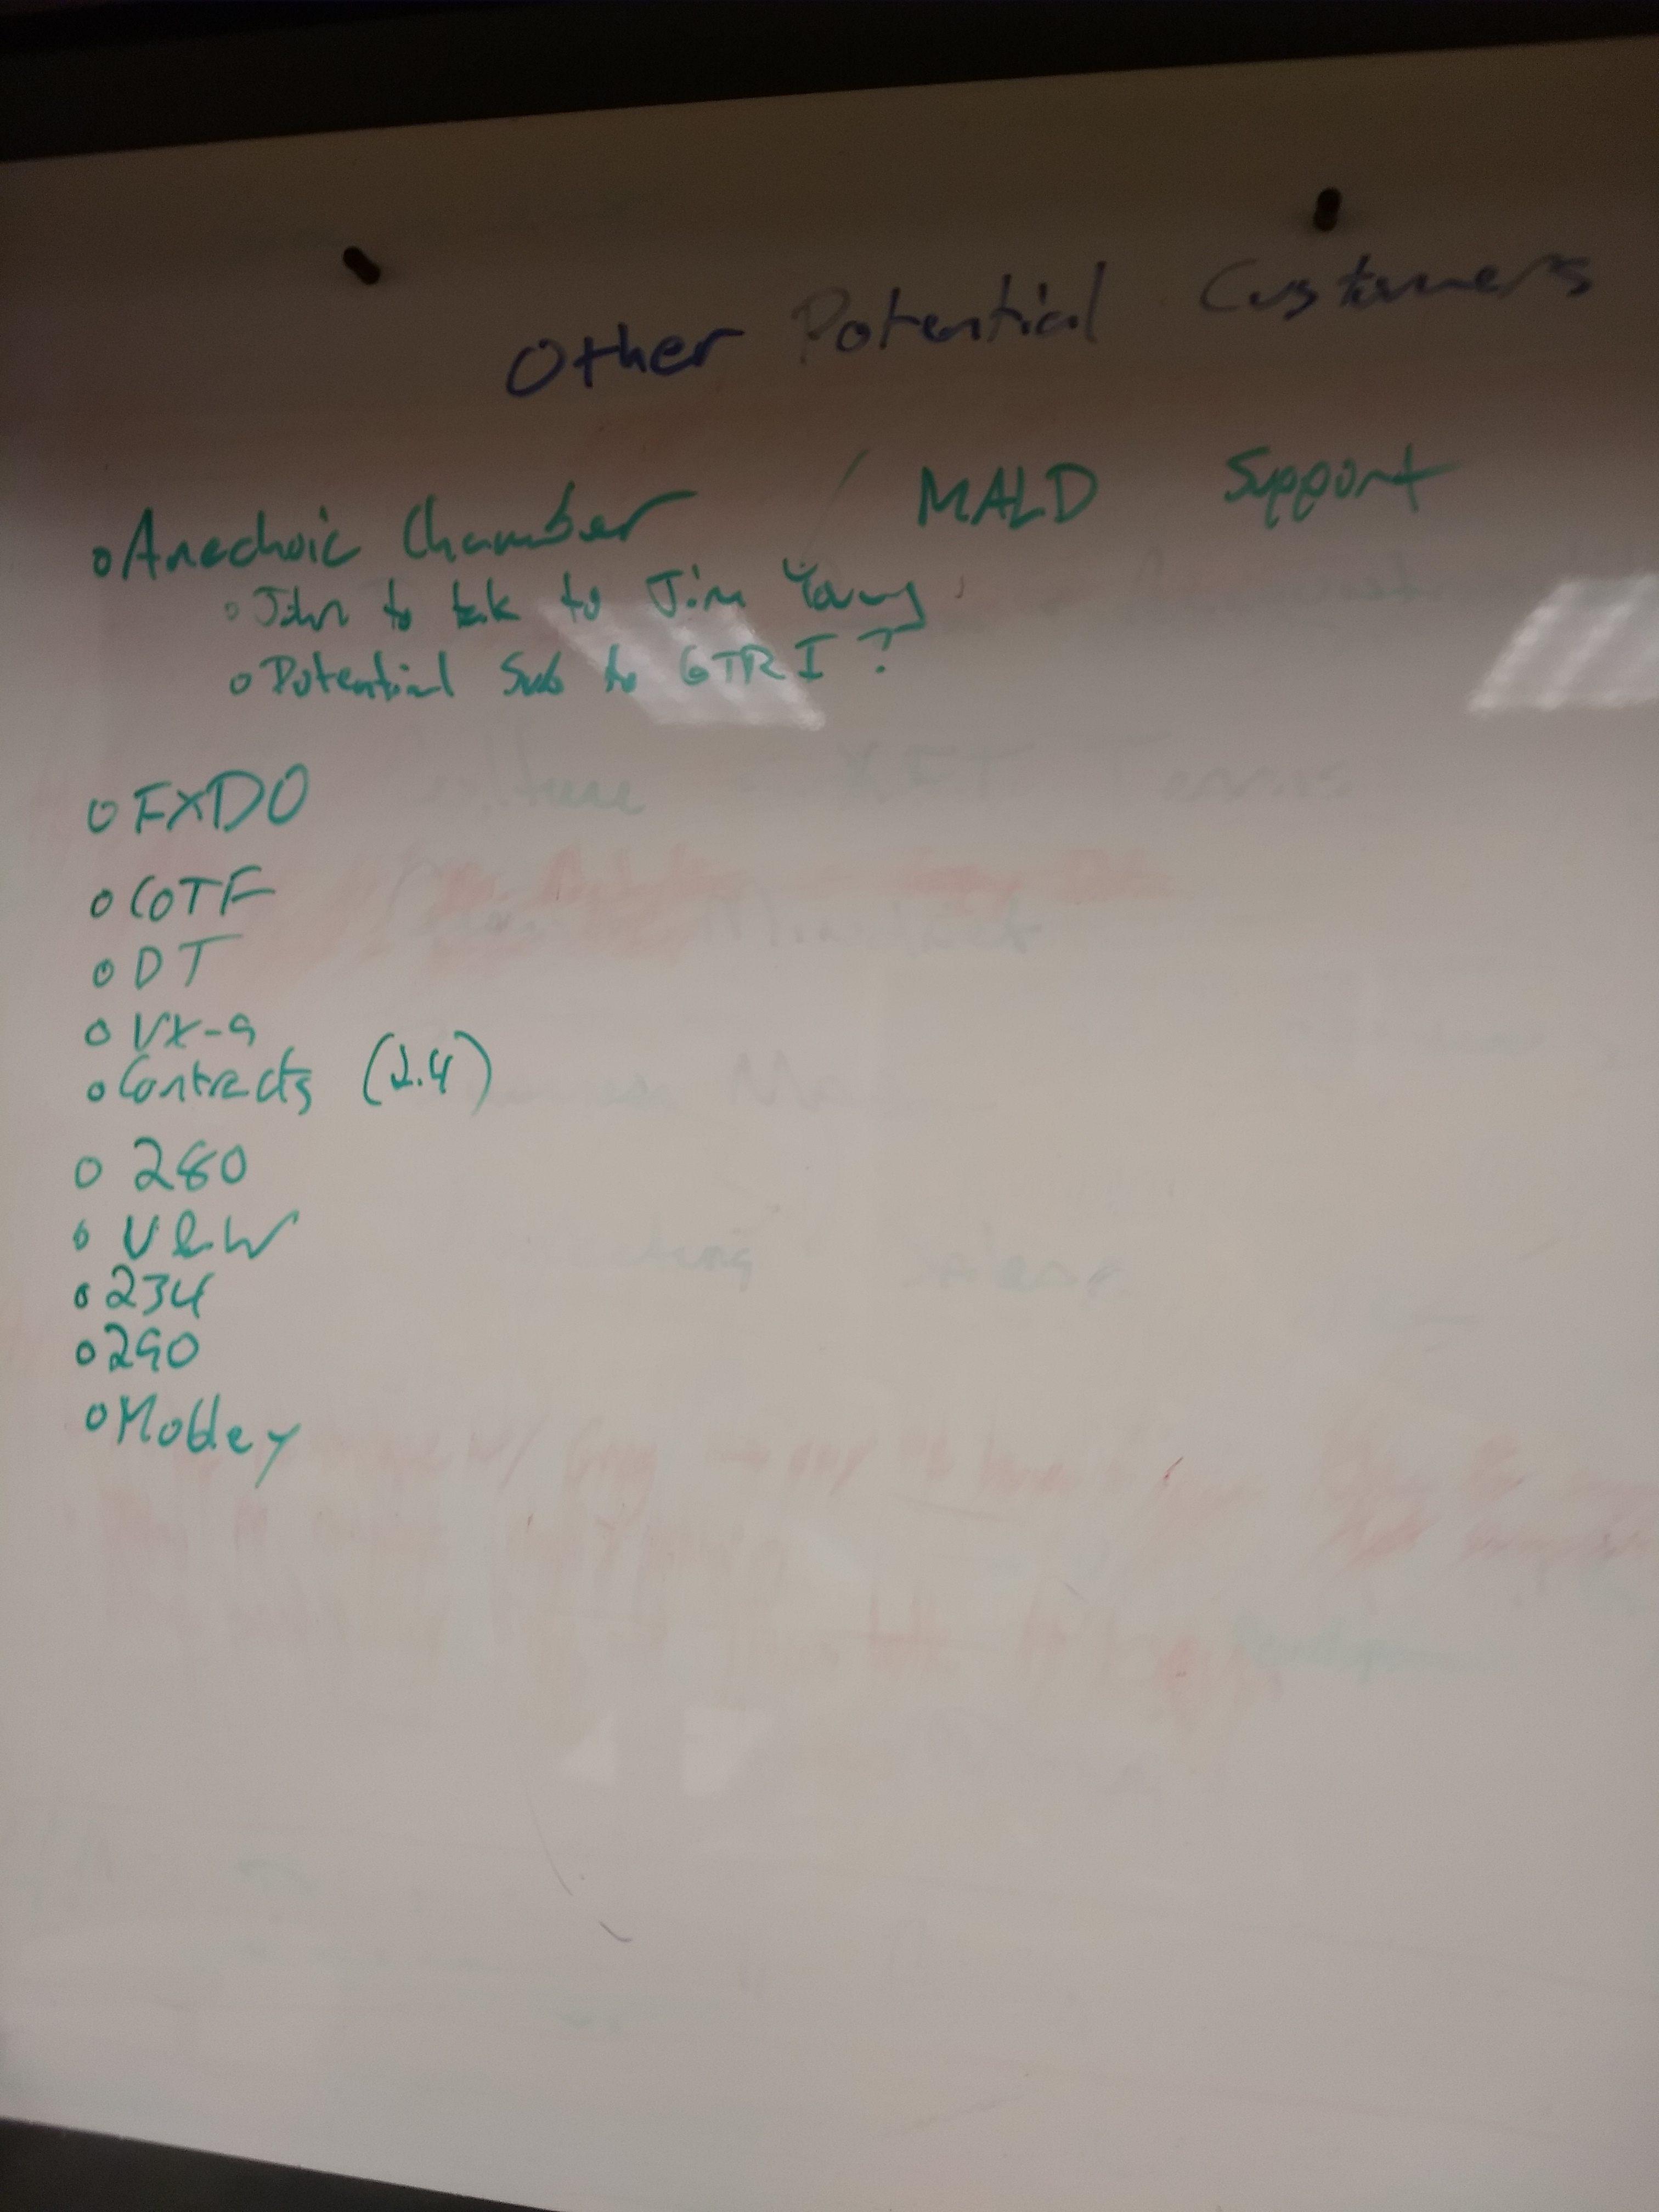 Other Potential Customers
o Anechoic Chamber / MALD Support
o John to talk to Jim Young
o Potential Sub to GTRI?
o FXDO
o COTF
o DT
o VX-9
o Contracts (2.4)
o 280
o V&W
o 234
o 290
o Mobley